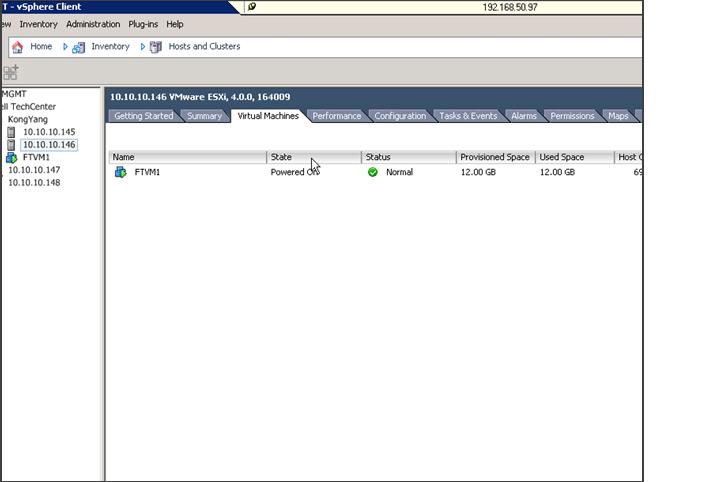 T - vSphere Client
192.168.50.97
ew Inventory Administration Plug-ins Help
Home Inventory Hosts and Clusters
MGMT
ell TechCenter
KongYang
10.10.10.145
10.10.10.146
FTVM1
10.10.10.147
10.10.10.148
10.10.10.146 VMware ESXi, 4.0.0, 164009
Getting Started Summary Virtual Machines Performance Configuration Tasks & Events Alarms Permissions Maps
Name State Status Provisioned Space Used Space Host C
FTVM1 Powered On Normal 12.00 GB 12.00 GB 69